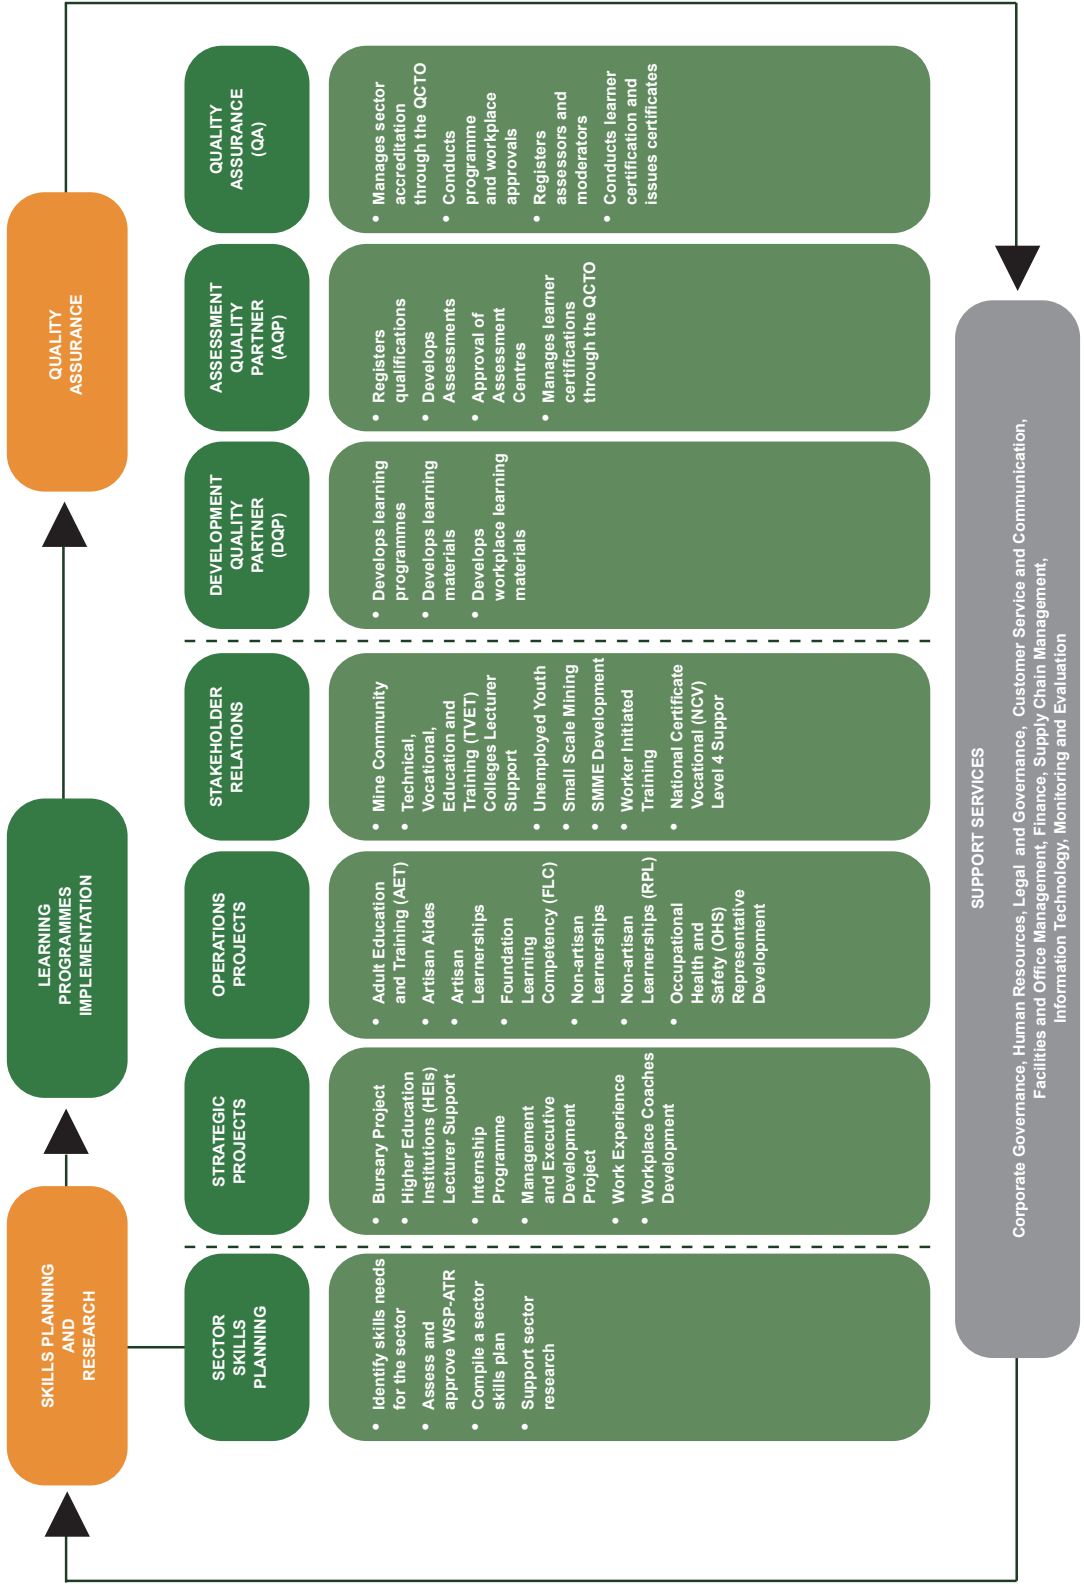 SKILLS PLANNING
AND
RESEARCH
LEARNING
PROGRAMMES
IMPLEMENTATION
QUALITY
ASSURANCE
SECTOR
SKILLS
PLANNING
• Identify skills needs
for the sector
• Assess and
approve WSP-ATR
• Compile a sector
skills plan
• Support sector
research
STRATEGIC
PROJECTS
• Bursary Project
• Higher Education
Institutions (HEIs)
Lecturer Support
• Internship
Programme
• Management
and Executive
Development
Project
• Work Experience
• Workplace Coaches
Development
OPERATIONS
PROJECTS
• Adult Education
and Training (AET)
• Artisan Aides
• Artisan
Learnerships
• Foundation
Learning
Competency (FLC)
• Non-artisan
Learnerships
• Non-artisan
Learnerships (RPL)
• Occupational
Health and
Safety (OHS)
Representative
Development
STAKEHOLDER
RELATIONS
• Mine Community
• Technical,
Vocational,
Education and
Training (TVET)
Colleges Lecturer
Support
• Unemployed Youth
• Small Scale Mining
• SMME Development
• Worker Initiated
Training
• National Certificate
Vocational (NCV)
Level 4 Suppor
DEVELOPMENT
QUALITY
PARTNER
(DQP)
• Develops learning
programmes
• Develops learning
materials
• Develops
workplace learning
materials
ASSESSMENT
QUALITY
PARTNER
(AQP)
• Registers
qualifications
• Develops
Assessments
• Approval of
Assessment
Centres
• Manages learner
certifications
through the QCTO
QUALITY
ASSURANCE
(QA)
• Manages sector
accreditation
through the QCTO
• Conducts
programme
and workplace
approvals
• Registers
assessors and
moderators
• Conducts learner
certification and
issues certificates
SUPPORT SERVICES
Corporate Governance, Human Resources, Legal and Governance, Customer Service and Communication,
Facilities and Office Management, Finance, Supply Chain Management,
Information Technology, Monitoring and Evaluation